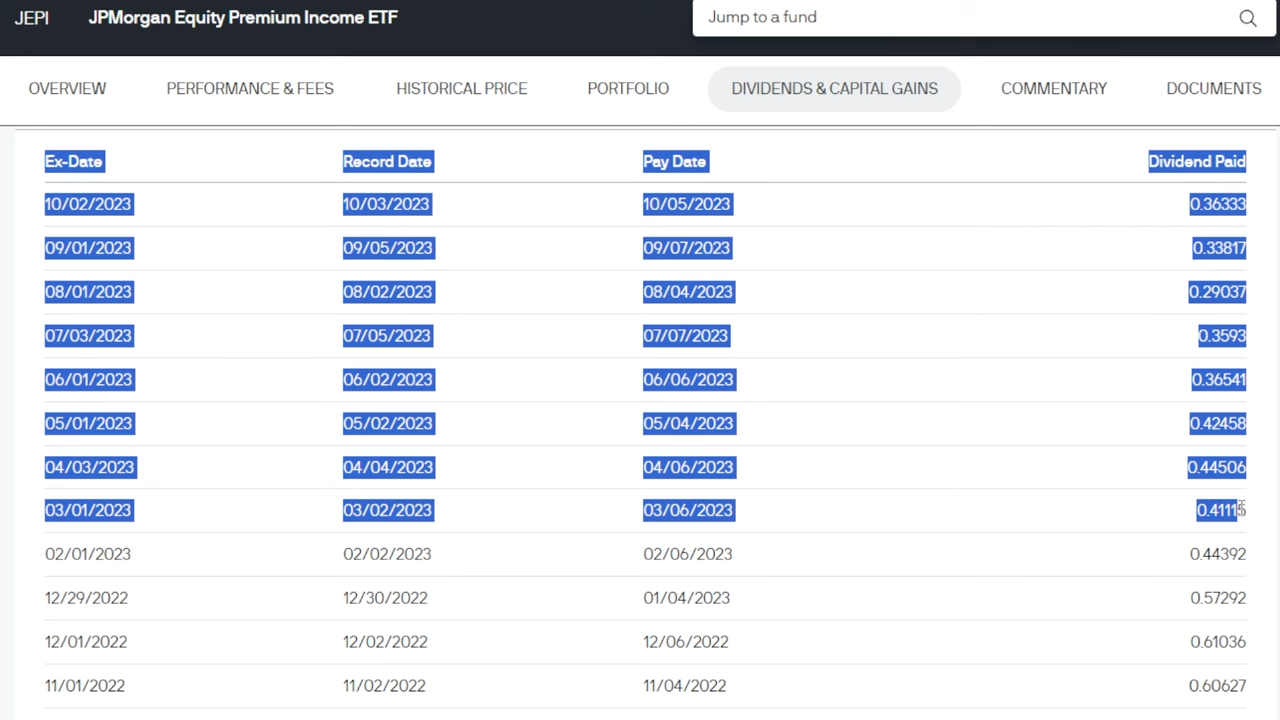 JEPI JPMorgan Equity Premium Income ETF Jump to a fund
OVERVIEW PERFORMANCE & FEES HISTORICAL PRICE PORTFOLIO DIVIDENDS & CAPITAL GAINS COMMENTARY DOCUMENTS
Ex-Date Record Date Pay Date Dividend Paid
10/02/2023 10/03/2023 10/05/2023 0.36333
09/01/2023 09/05/2023 09/07/2023 0.33817
08/01/2023 08/02/2023 08/04/2023 0.29037
07/03/2023 07/05/2023 07/07/2023 0.3593
06/01/2023 06/02/2023 06/06/2023 0.36541
05/01/2023 05/02/2023 05/04/2023 0.42458
04/03/2023 04/04/2023 04/06/2023 0.44506
03/01/2023 03/02/2023 03/06/2023
02/01/2023 02/02/2023 02/06/2023 0.44392
12/29/2022 12/30/2022 01/04/2023 0.57292
12/01/2022 12/02/2022 12/06/2022 0.61036
11/01/2022 11/02/2022 11/04/2022 0.60627